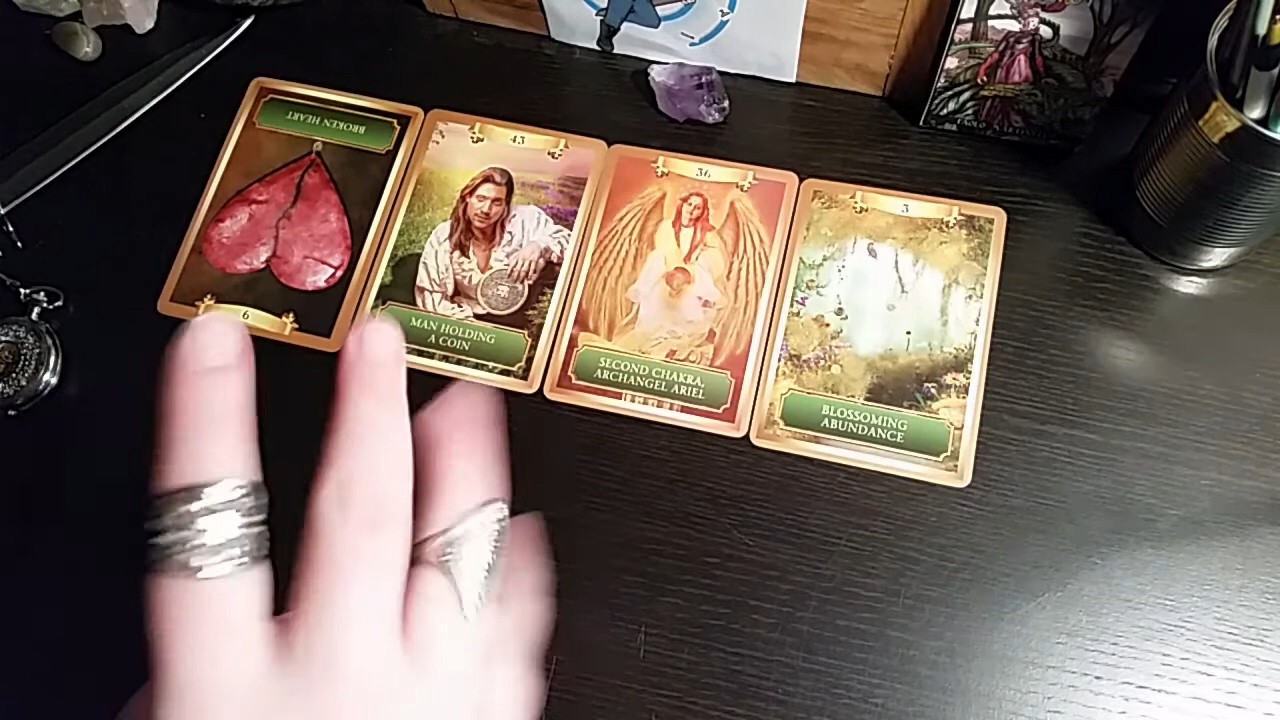 BROKEN HEART
6
43
MAN HOLDING
A COIN
36
SECOND CHAKRA,
ARCHANGEL ARIEL
3
BLOSSOMING
ABUNDANCE